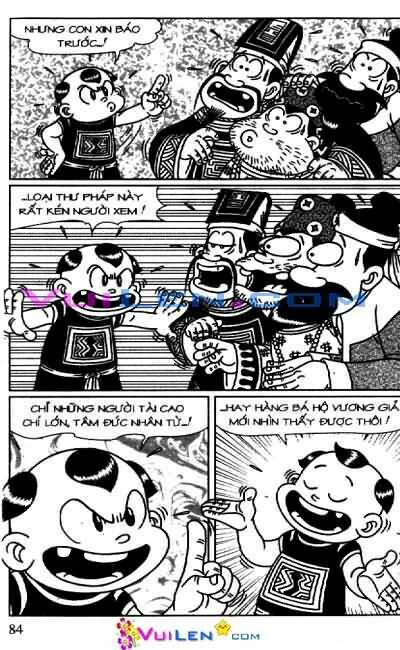 NHƯNG CON XIN BÁO
TRƯỚC...!
...LOẠI THƯ PHÁP NÀY
RẤT KÉN NGƯỜI XEM!
VUILEN.COM
CHỈ NHỮNG NGƯỜI TÀI CAO
CHÍ LỚN, TÂM ĐỨC NHÂN TỪ...!
...HAY HÀNG BÁ HỘ VƯƠNG GIẢ
MỚI NHÌN THẤY ĐƯỢC THÔI!
84
VUILEN.COM